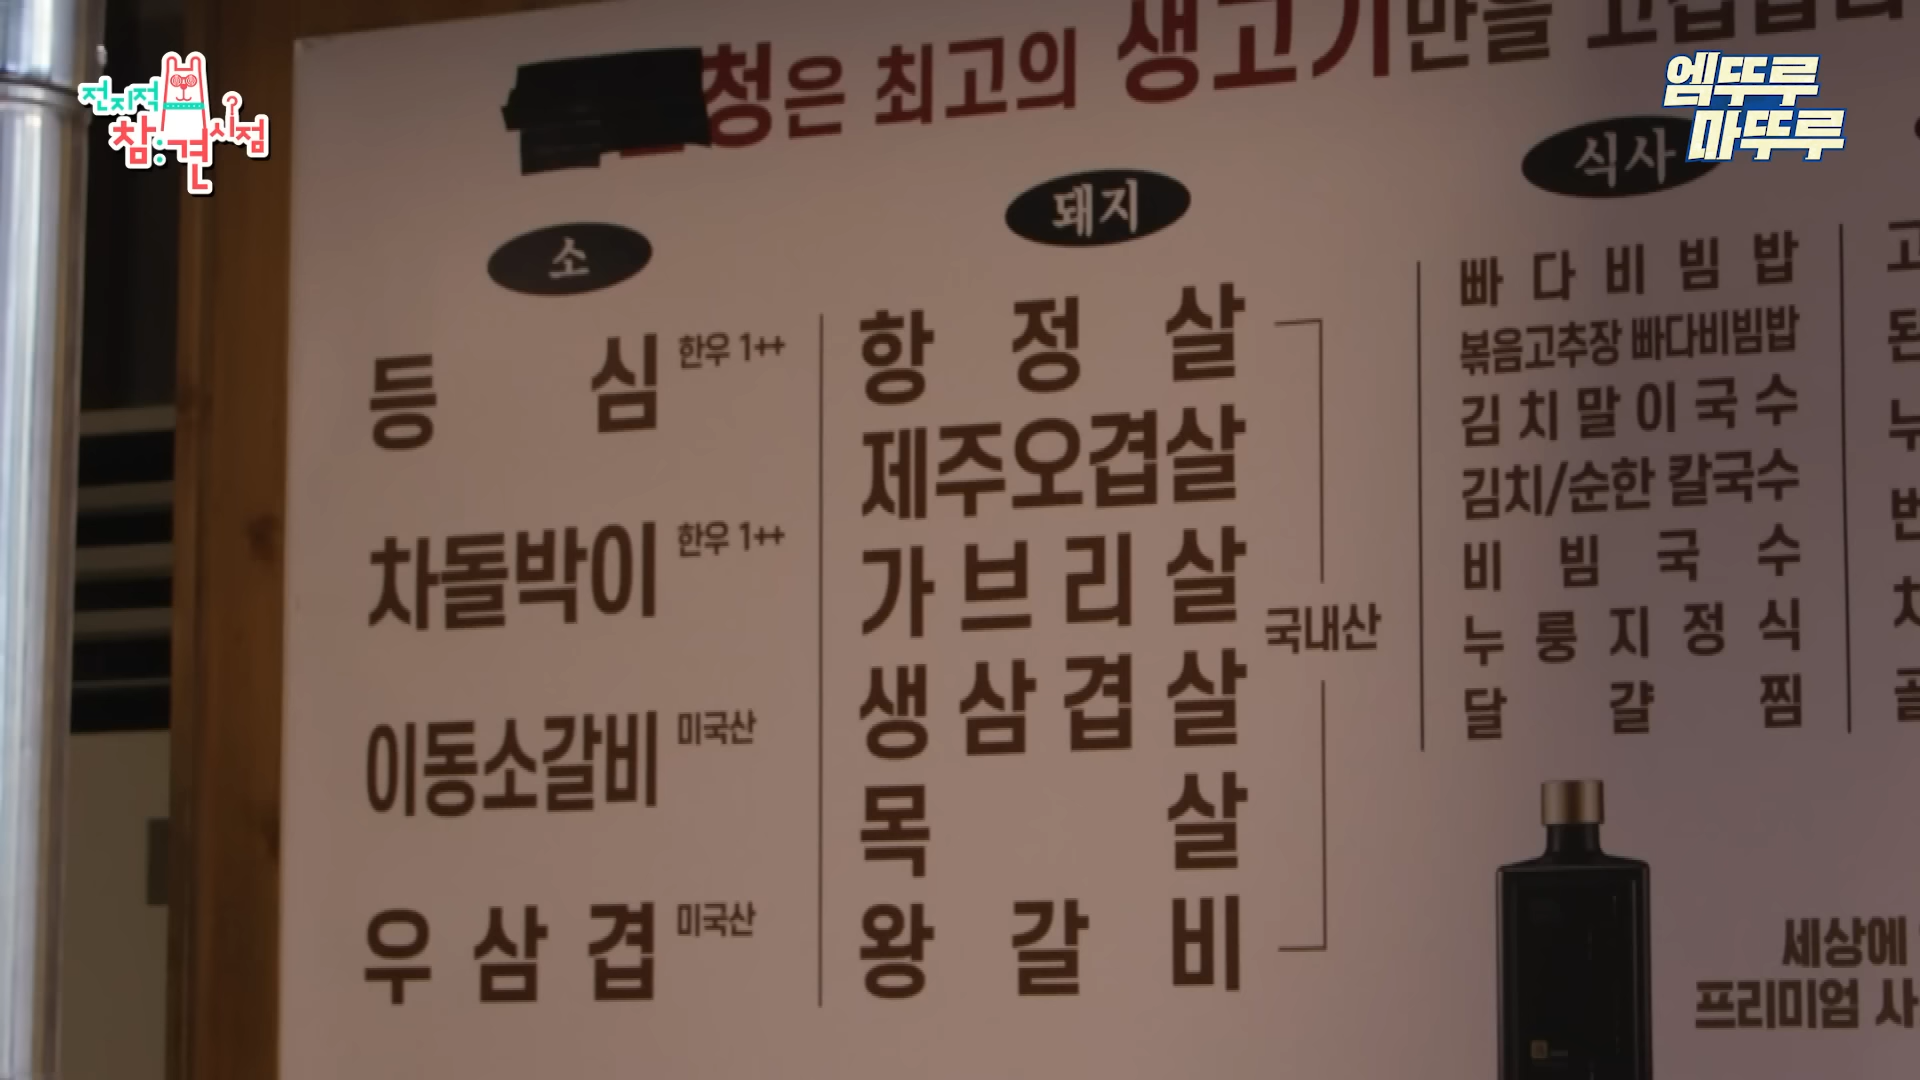 전지적
참견
시점
엠뚜루
마뚜루
청은 최고의 생고기만을
소
등심 한우 1++
차돌박이 한우 1++
이동소갈비 미국산
우삼겹 미국산
돼지
항정살
제주오겹살
가브리살
생삼겹살
목살
왕갈비
국내산
식사
빠다비빔밥
볶음고추장 빠다비빔밥
김치말이국수
김치/순한 칼국수
비빔국수
누룽지정식
달걀찜
세상에
프리미엄